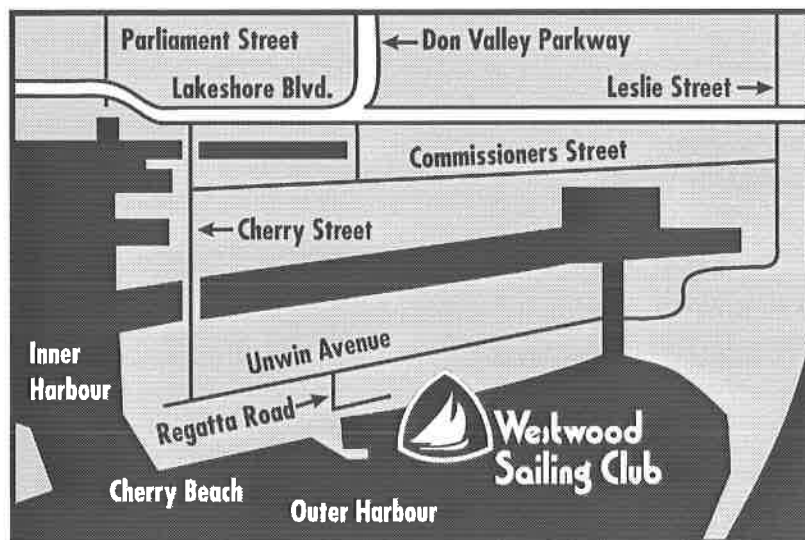 Parliament Street
Don Valley Parkway
Lakeshore Blvd.
Leslie Street
Commissioners Street
Cherry Street
Inner
Harbour
Unwin Avenue
Regatta Road
Westwood
Sailing Club
Cherry Beach
Outer Harbour